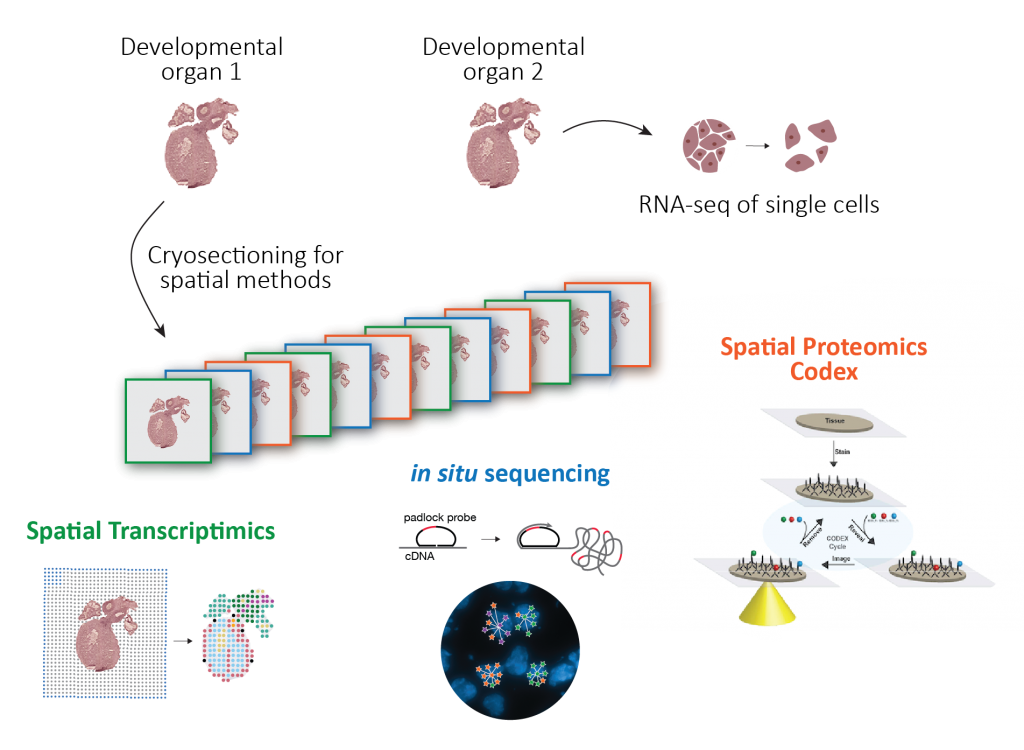 Developmental
organ 1
Developmental
organ 2
RNA-seq of single cells
Cryosectioning for
spatial methods
Spatial Proteomics
Codex
Tissue
Stain
in situ sequencing
padlock probe
cDNA
Spatial Transcriptimics
Remove
CODEX
Cycle
Reveal
Image